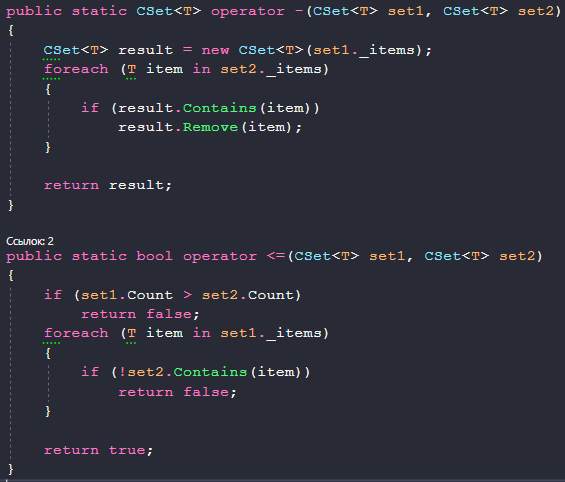 public static CSet<T> operator -(CSet<T> set1, CSet<T> set2)
{
    CSet<T> result = new CSet<T>(set1._items);
    foreach (T item in set2._items)
    {
        if (result.Contains(item))
            result.Remove(item);
    }

    return result;
}

Ссылок: 2
public static bool operator <=(CSet<T> set1, CSet<T> set2)
{
    if (set1.Count > set2.Count)
        return false;
    foreach (T item in set1._items)
    {
        if (!set2.Contains(item))
            return false;
    }

    return true;
}